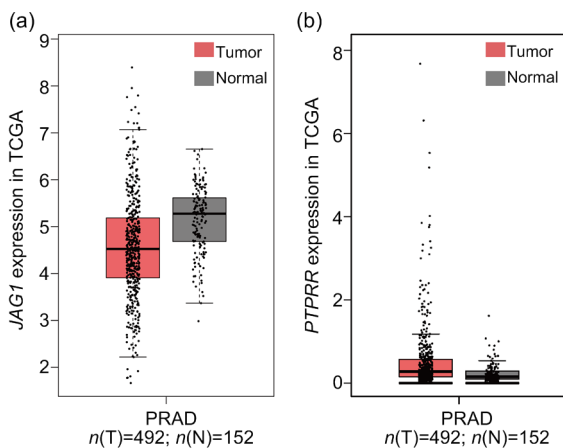 (a)
JAG1 expression in TCGA
9
8
7
6
5
4
3
2
Tumor
Normal
PRAD
n(T)=492; n(N)=152
(b)
PTPRR expression in TCGA
8
6
4
2
0
Tumor
Normal
PRAD
n(T)=492; n(N)=152